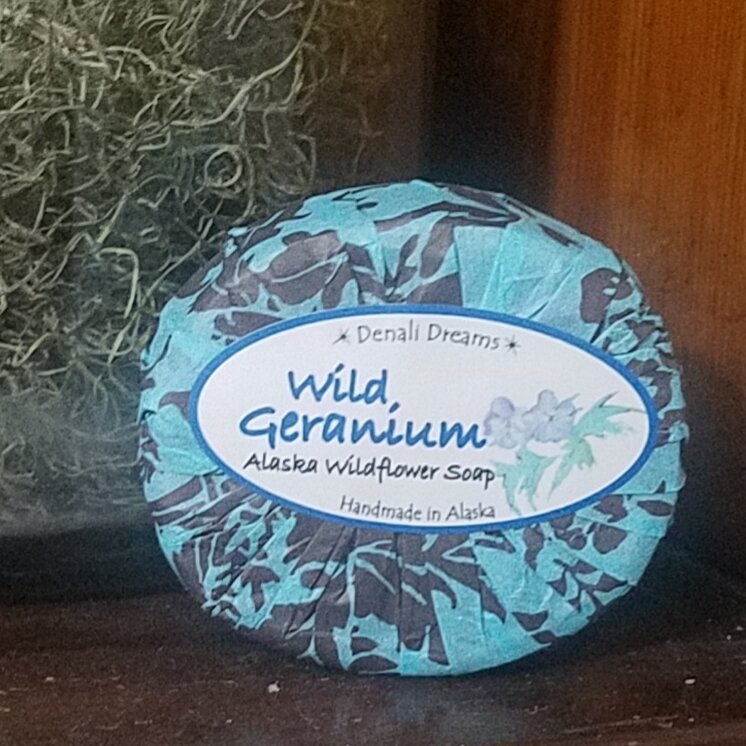 Denali Dreams
Wild
Geranium
Alaska Wildflower Soap
Handmade in Alaska